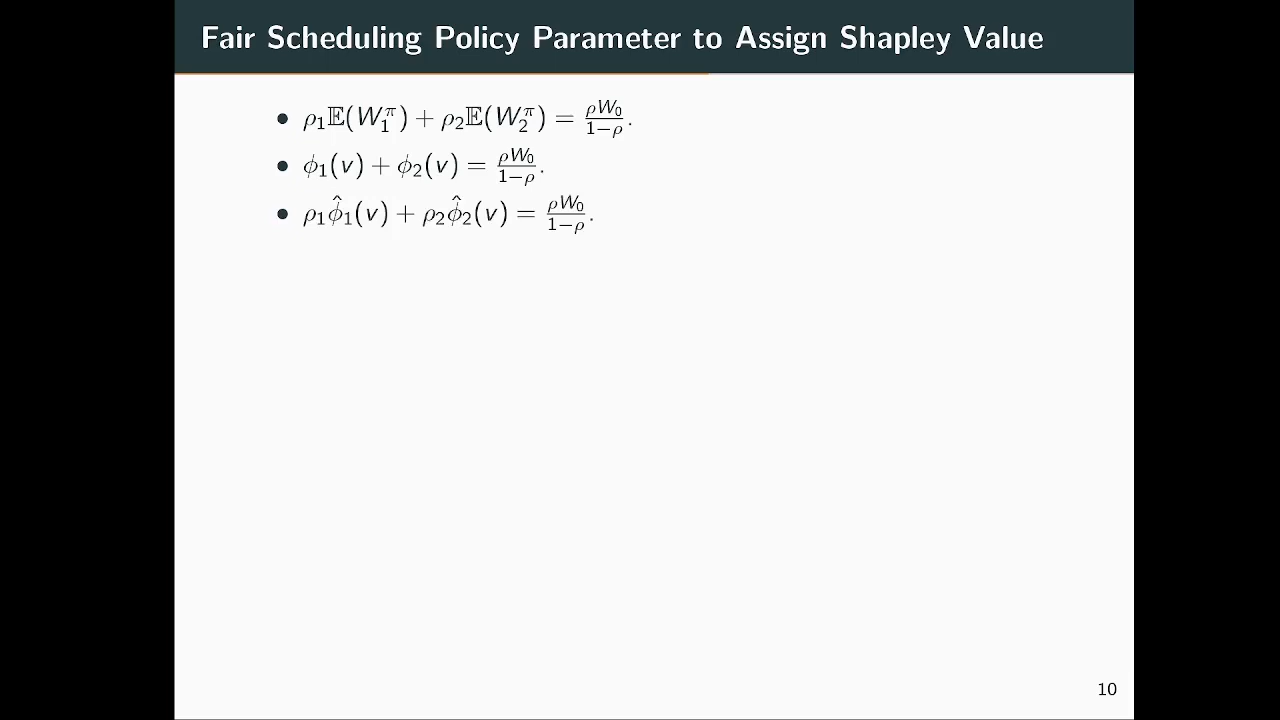 Fair Scheduling Policy Parameter to Assign Shapley Value
• ρ₁𝔼(W₁^π) + ρ₂𝔼(W₂^π) = ρW₀/(1−ρ).
• ϕ₁(v) + ϕ₂(v) = ρW₀/(1−ρ).
• ρ₁ϕ̂₁(v) + ρ₂ϕ̂₂(v) = ρW₀/(1−ρ).
10